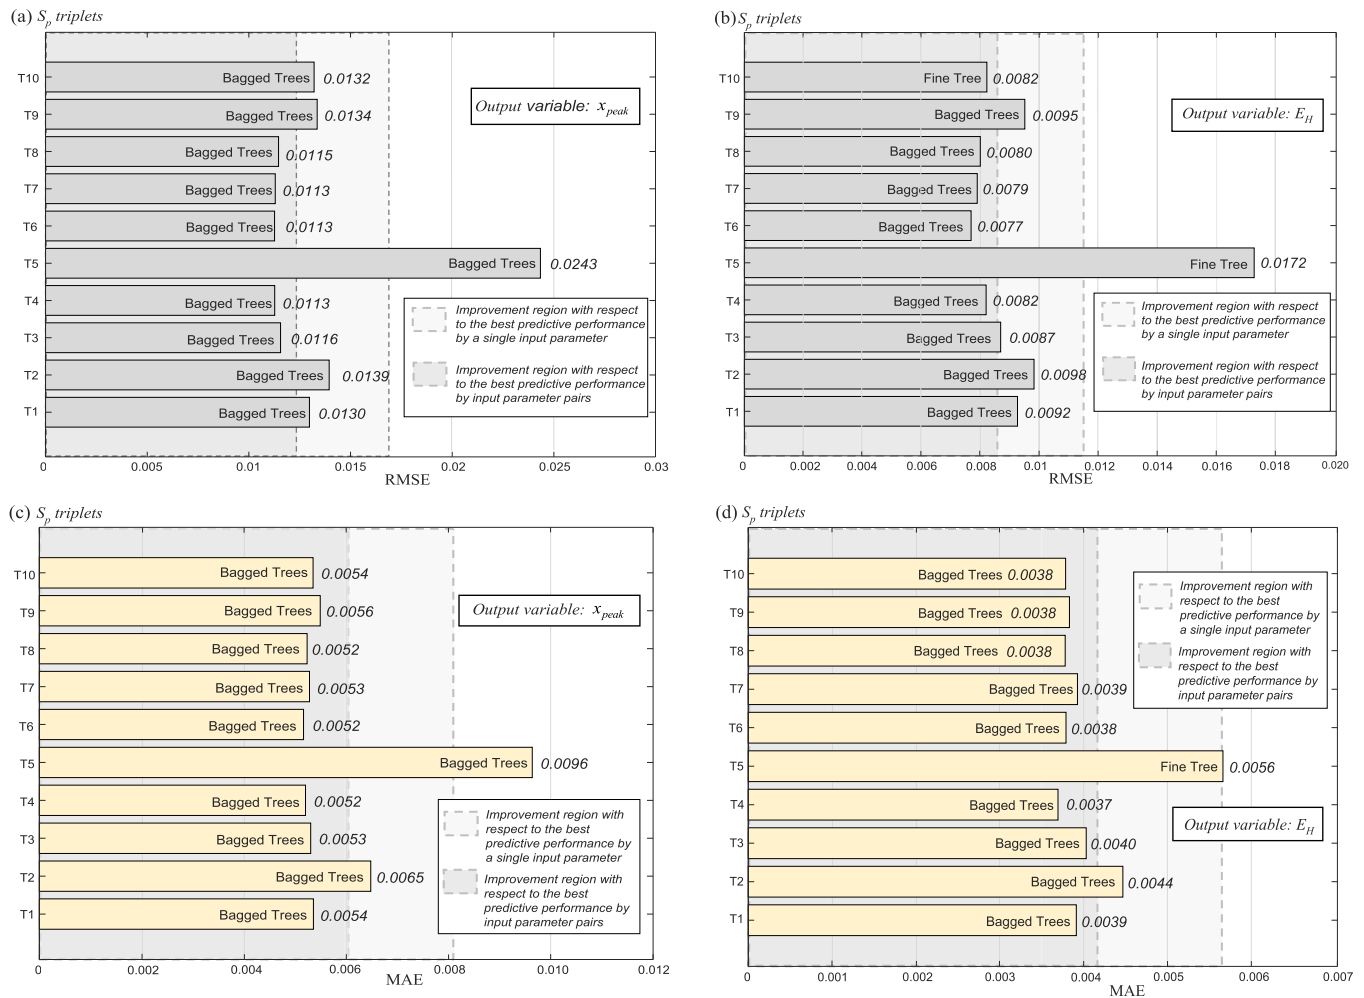 (a) Sp triplets
T10 Bagged Trees 0.0132
T9 Bagged Trees 0.0134
T8 Bagged Trees 0.0115
T7 Bagged Trees 0.0113
T6 Bagged Trees 0.0113
T5 Bagged Trees 0.0243
T4 Bagged Trees 0.0113
T3 Bagged Trees 0.0116
T2 Bagged Trees 0.0139
T1 Bagged Trees 0.0130
Output variable: xpeak
Improvement region with respect
to the best predictive performance
by a single input parameter
Improvement region with respect
to the best predictive performance
by input parameter pairs
0 0.005 0.01 0.015 0.02 0.025 0.03
RMSE
(b) Sp triplets
T10 Fine Tree 0.0082
T9 Bagged Trees 0.0095
T8 Bagged Trees 0.0080
T7 Bagged Trees 0.0079
T6 Bagged Trees 0.0077
T5 Fine Tree 0.0172
T4 Bagged Trees 0.0082
T3 Bagged Trees 0.0087
T2 Bagged Trees 0.0098
T1 Bagged Trees 0.0092
Output variable: EH
Improvement region with respect
to the best predictive performance
by a single input parameter
Improvement region with respect
to the best predictive performance
by input parameter pairs
0 0.002 0.004 0.006 0.008 0.01 0.012 0.014 0.016 0.018 0.020
RMSE
(c) Sp triplets
T10 Bagged Trees 0.0054
T9 Bagged Trees 0.0056
T8 Bagged Trees 0.0052
T7 Bagged Trees 0.0053
T6 Bagged Trees 0.0052
T5 Bagged Trees 0.0096
T4 Bagged Trees 0.0052
T3 Bagged Trees 0.0053
T2 Bagged Trees 0.0065
T1 Bagged Trees 0.0054
Output variable: xpeak
Improvement region with
respect to the best
predictive performance by
a single input parameter
Improvement region with
respect to the best
predictive performance by
input parameter pairs
0 0.002 0.004 0.006 0.008 0.010 0.012
MAE
(d) Sp triplets
T10 Bagged Trees 0.0038
T9 Bagged Trees 0.0038
T8 Bagged Trees 0.0038
T7 Bagged Trees 0.0039
T6 Bagged Trees 0.0038
T5 Fine Tree 0.0056
T4 Bagged Trees 0.0037
T3 Bagged Trees 0.0040
T2 Bagged Trees 0.0044
T1 Bagged Trees 0.0039
Improvement region with
respect to the best
predictive performance by
a single input parameter
Improvement region with
respect to the best
predictive performance by
input parameter pairs
Output variable: EH
0 0.001 0.002 0.003 0.004 0.005 0.006 0.007
MAE